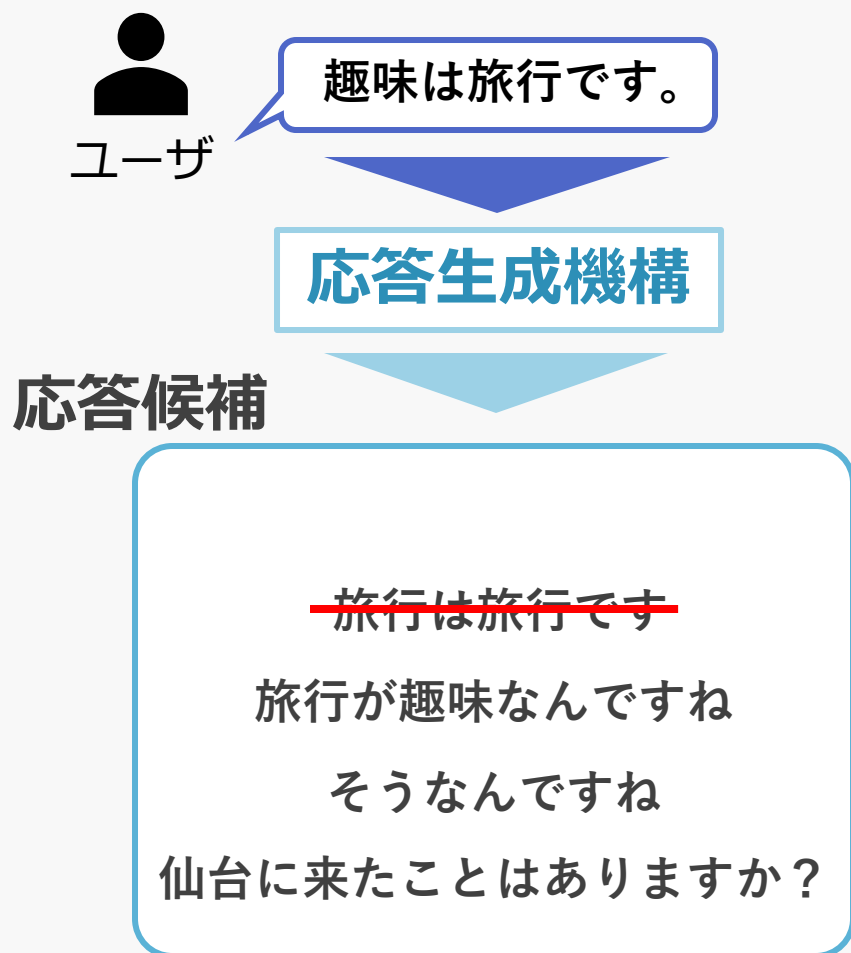 趣味は旅行です。
ユーザ
応答生成機構
応答候補
旅行は旅行です
旅行が趣味なんですね
そうなんですね
仙台に来たことはありますか？